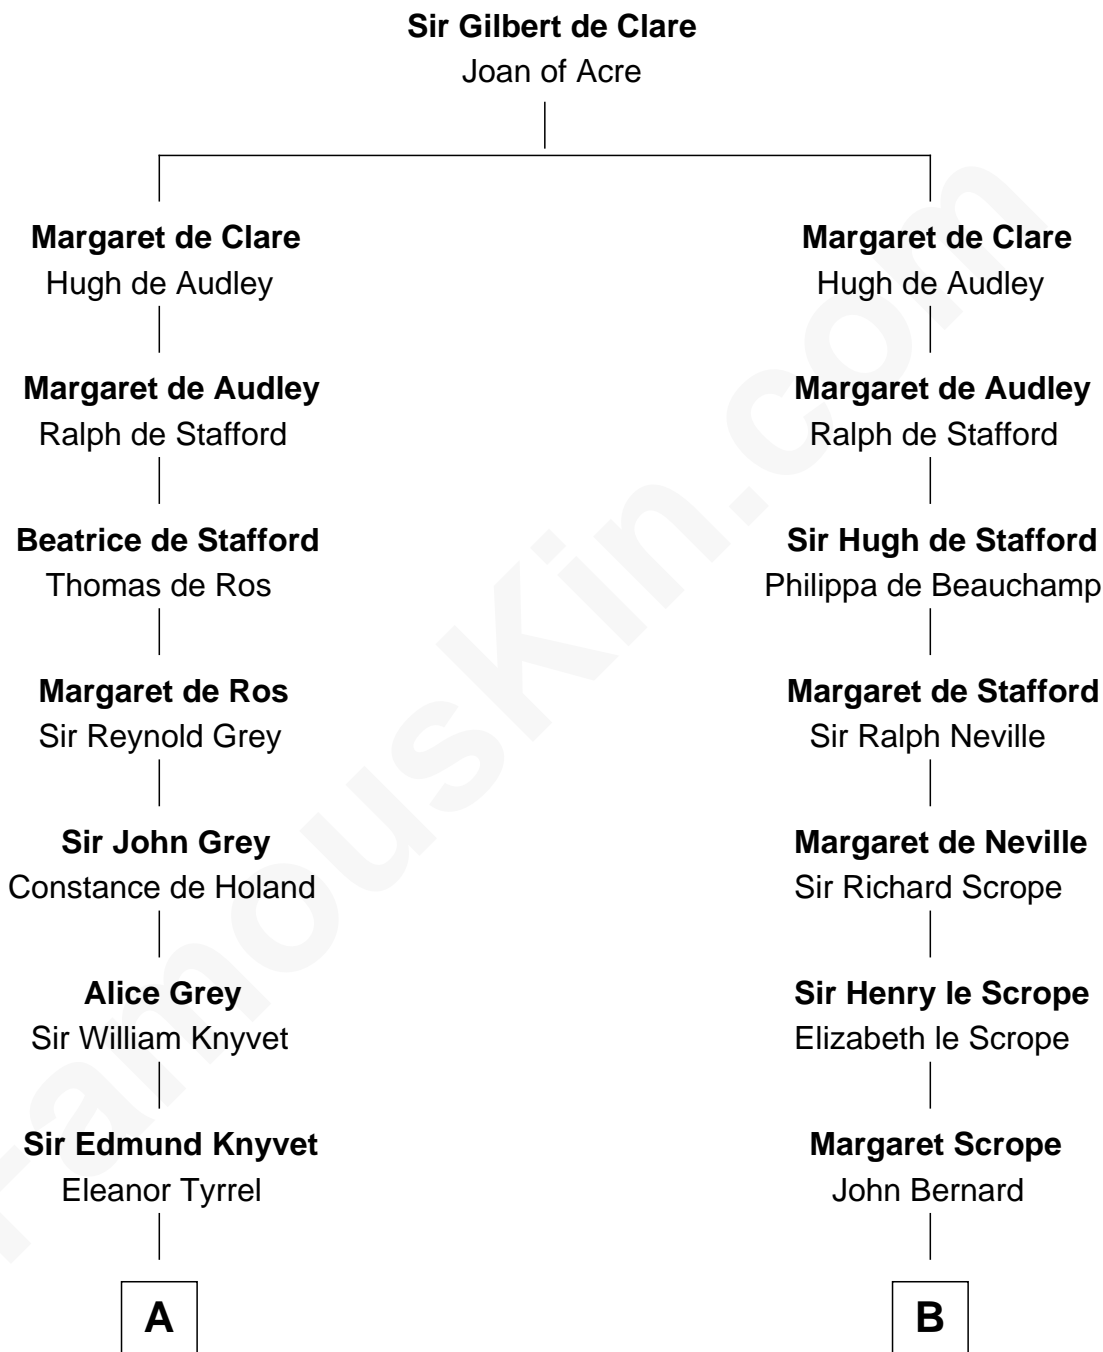 Sir Gilbert de Clare
Joan of Acre
Margaret de Clare
Hugh de Audley
Margaret de Audley
Ralph de Stafford
Beatrice de Stafford
Thomas de Ros
Margaret de Ros
Sir Reynold Grey
Sir John Grey
Constance de Holand
Alice Grey
Sir William Knyvet
Sir Edmund Knyvet
Eleanor Tyrrel
A
Margaret de Clare
Hugh de Audley
Margaret de Audley
Ralph de Stafford
Sir Hugh de Stafford
Philippa de Beauchamp
Margaret de Stafford
Sir Ralph Neville
Margaret de Neville
Sir Richard Scrope
Sir Henry le Scrope
Elizabeth le Scrope
Margaret Scrope
John Bernard
B
FamousKin.com